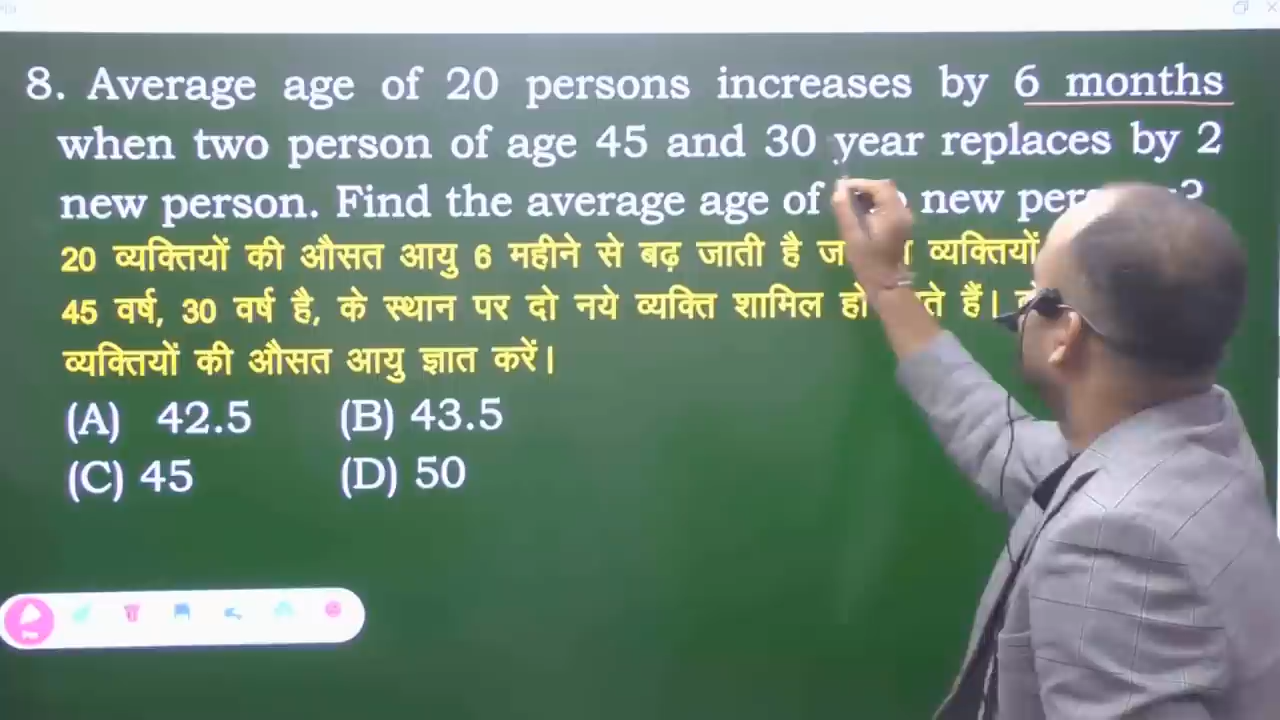 8. Average age of 20 persons increases by 6 months
when two person of age 45 and 30 year replaces by 2
new person. Find the average age of new
20 व्यक्तियों की औसत आयु 6 महीने से बढ़ जाती है व्यक्तियों
45 वर्ष, 30 वर्ष है, के स्थान पर दो नये व्यक्ति शामिल हो हैं।
व्यक्तियों की औसत आयु ज्ञात करें।
(A) 42.5 (B) 43.5
(C) 45 (D) 50